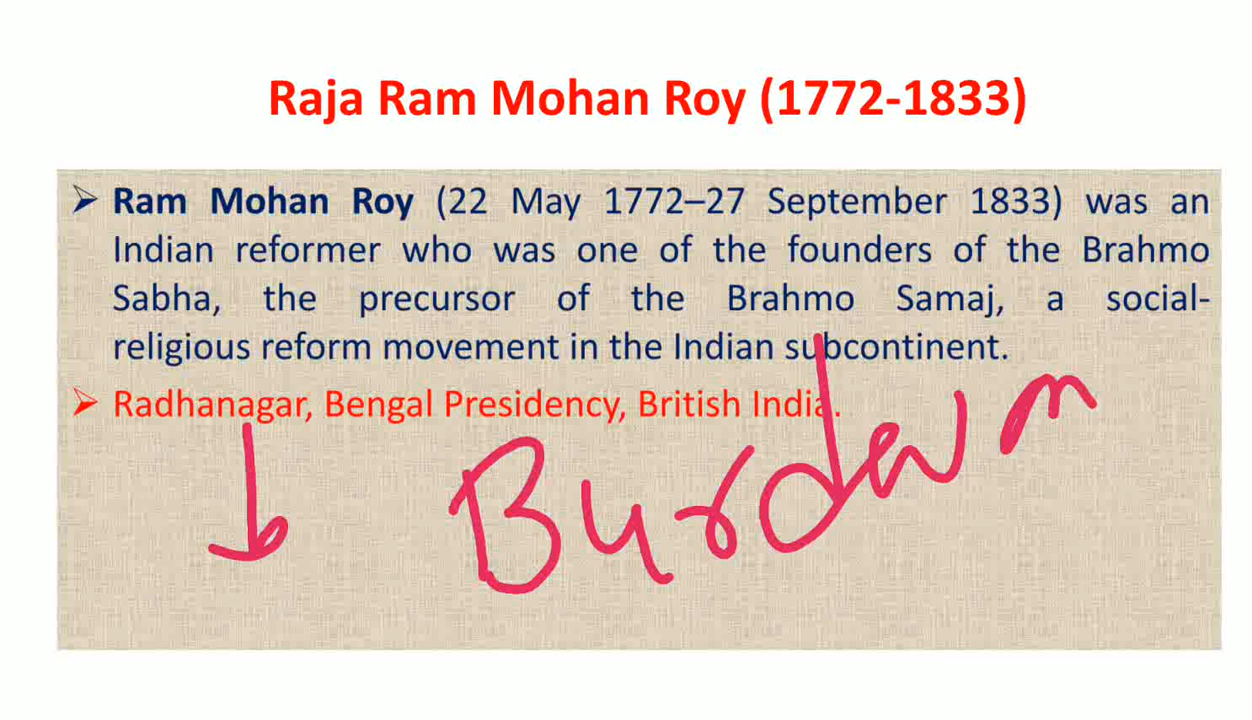 Raja Ram Mohan Roy (1772-1833)
➢ Ram Mohan Roy (22 May 1772–27 September 1833) was an
Indian reformer who was one of the founders of the Brahmo
Sabha, the precursor of the Brahmo Samaj, a social-
religious reform movement in the Indian subcontinent.
➢ Radhanagar, Bengal Presidency, British India.
Burdwan